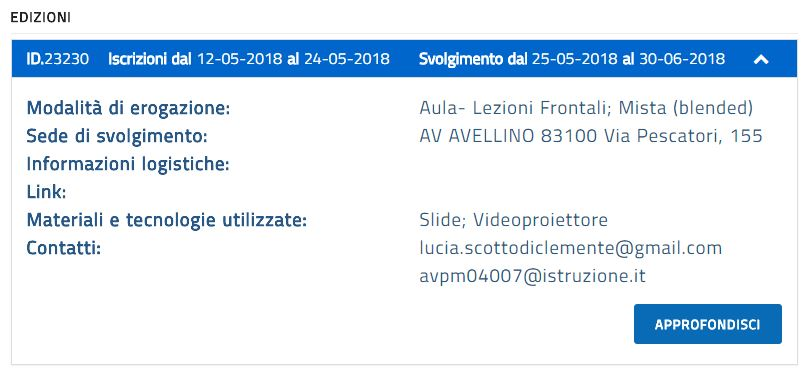 EDIZIONI
ID.23230 Iscrizioni dal 12-05-2018 al 24-05-2018 Svolgimento dal 25-05-2018 al 30-06-2018
Modalità di erogazione: Aula- Lezioni Frontali; Mista (blended)
Sede di svolgimento: AV AVELLINO 83100 Via Pescatori, 155
Informazioni logistiche:
Link:
Materiali e tecnologie utilizzate: Slide; Videoproiettore
Contatti: lucia.scottodiclemente@gmail.com
avpm04007@istruzione.it
APPROFONDISCI